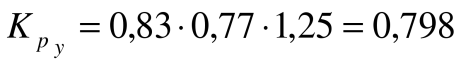 K_{p_y} = 0,83·0,77·1,25 = 0,798